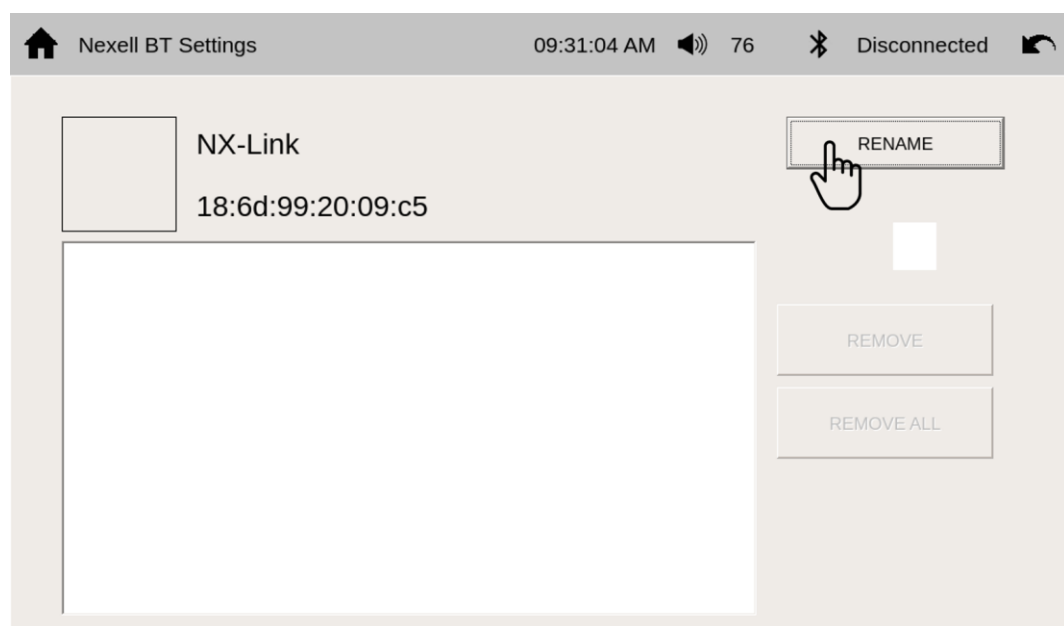 Nexell BT Settings 09:31:04 AM 76 Disconnected
NX-Link
RENAME
18:6d:99:20:09:c5
REMOVE
REMOVE ALL